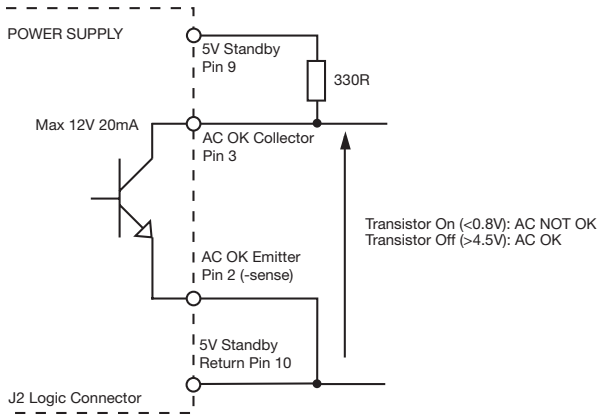 POWER SUPPLY
5V Standby
Pin 9
330R
Max 12V 20mA
AC OK Collector
Pin 3
Transistor On (<0.8V): AC NOT OK
Transistor Off (>4.5V): AC OK
AC OK Emitter
Pin 2 (-sense)
5V Standby
Return Pin 10
J2 Logic Connector